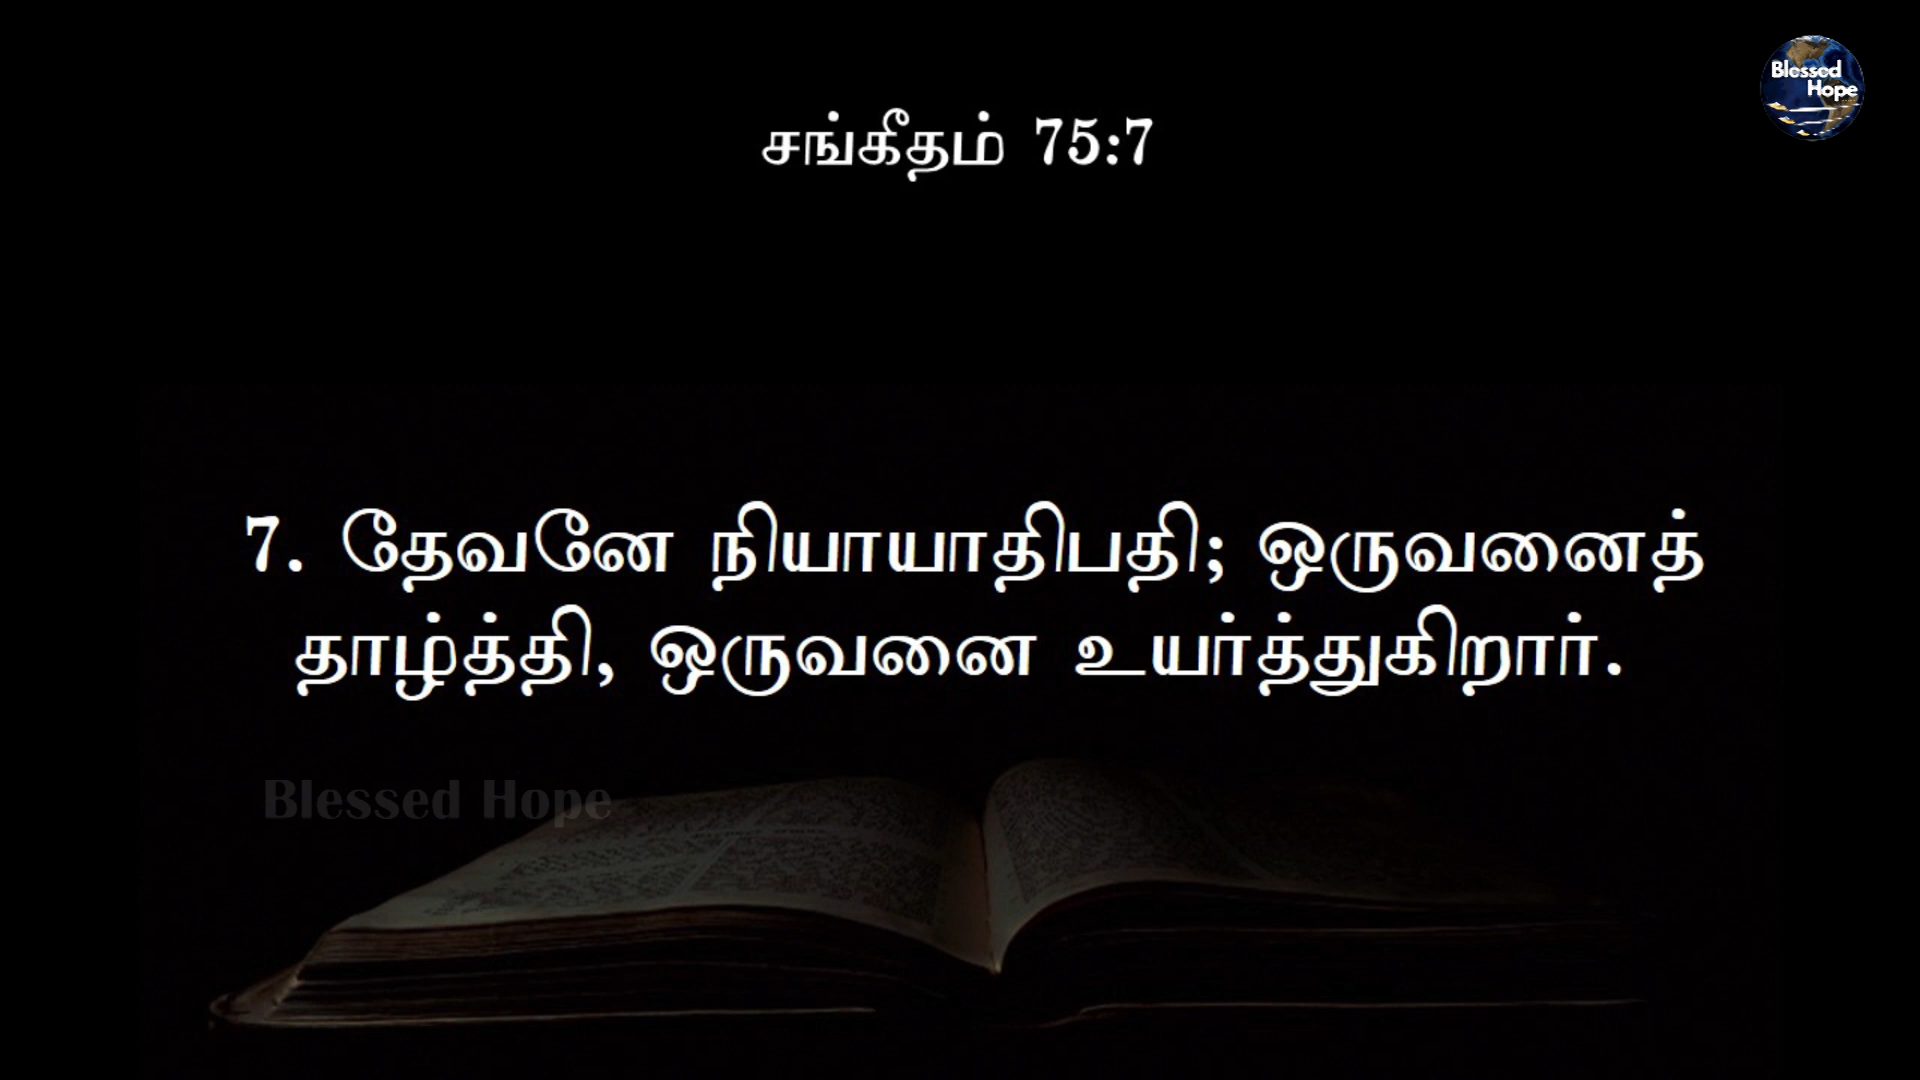 Blessed
Hope
சங்கீதம் 75:7
7. தேவனே நியாயாதிபதி; ஒருவனைத்
தாழ்த்தி, ஒருவனை உயர்த்துகிறார்.
Blessed Hope